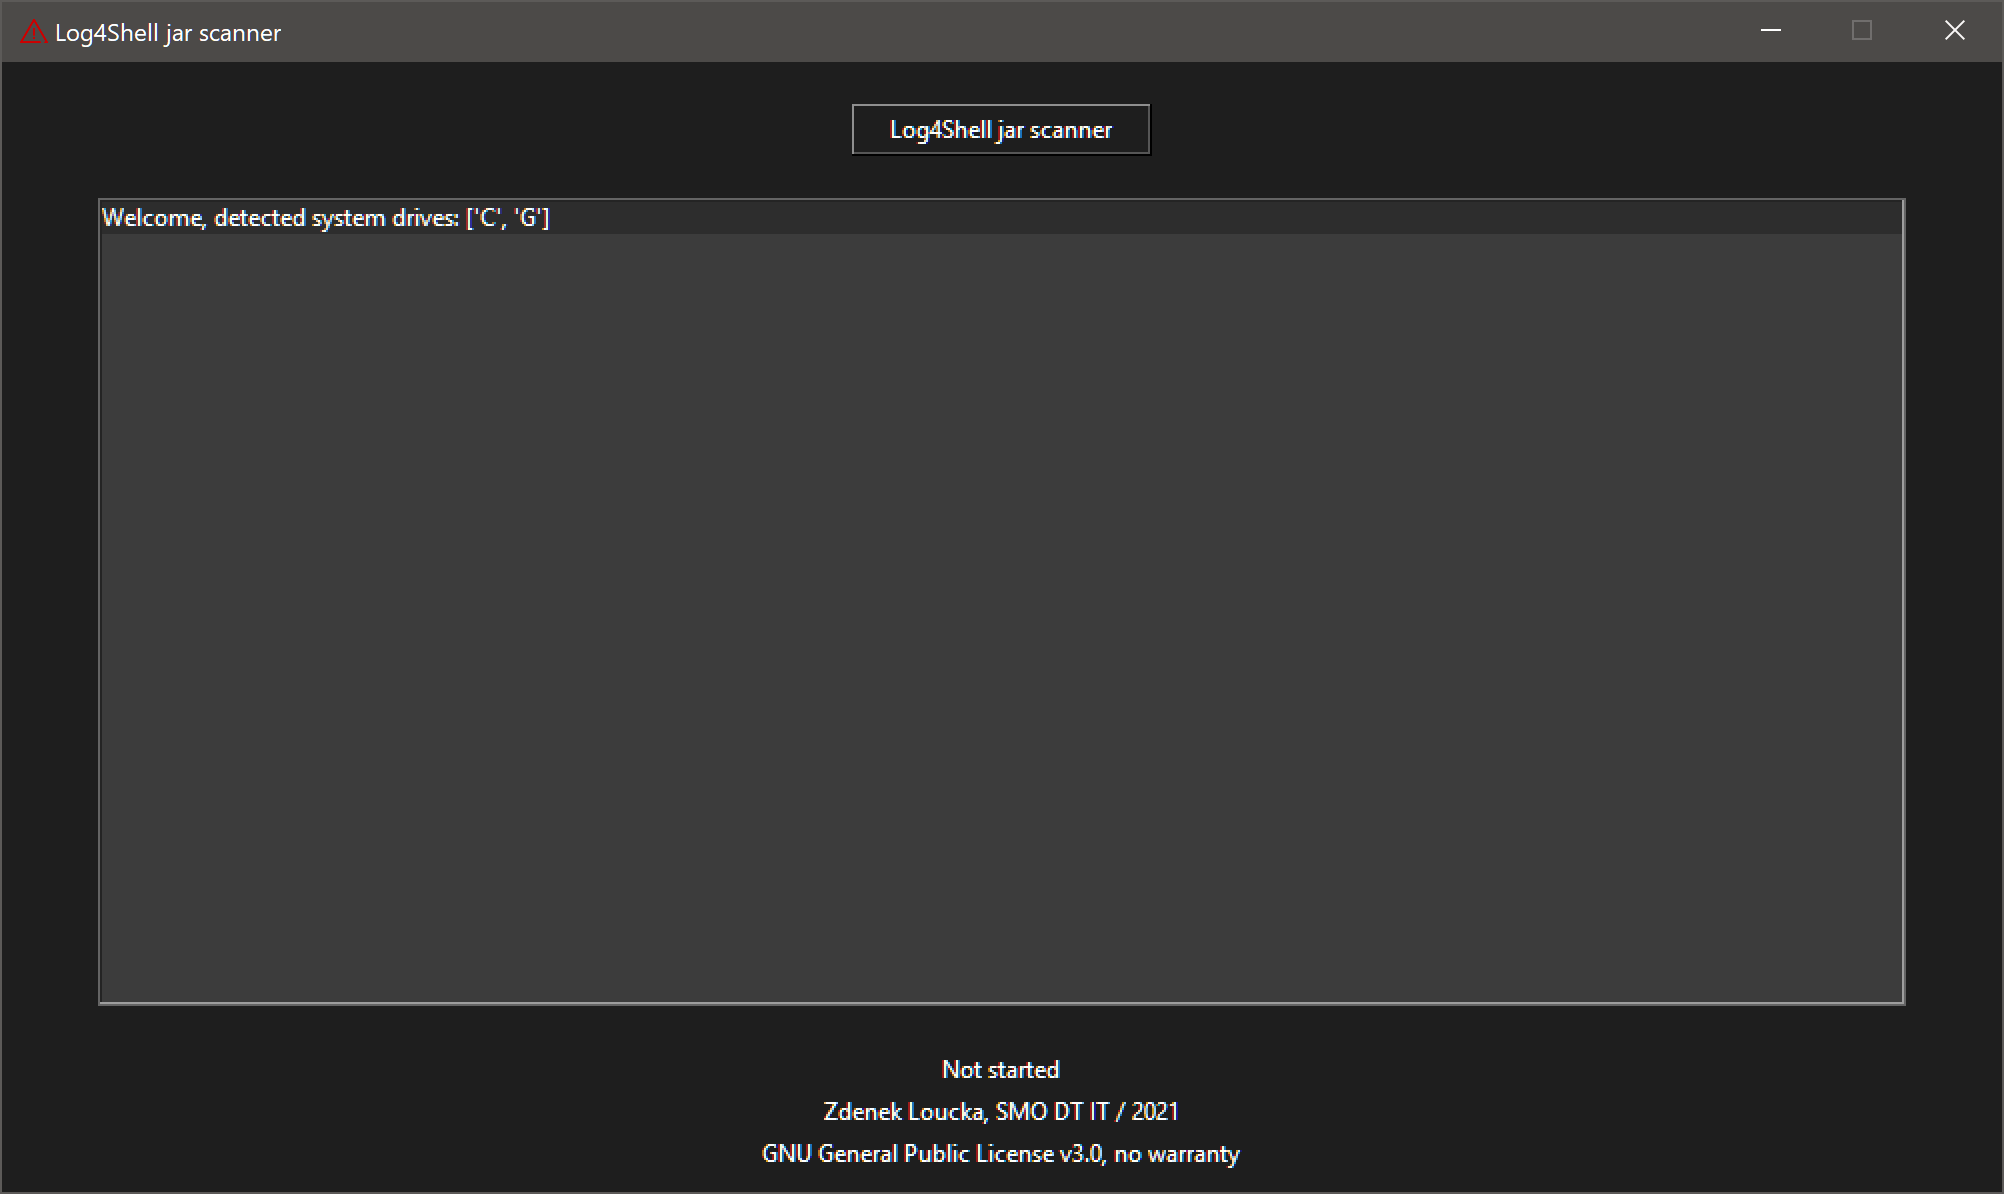 Log4Shell jar scanner
Log4Shell jar scanner
Welcome, detected system drives: ['C', 'G']
Not started
Zdenek Loucka, SMO DT IT / 2021
GNU General Public License v3.0, no warranty